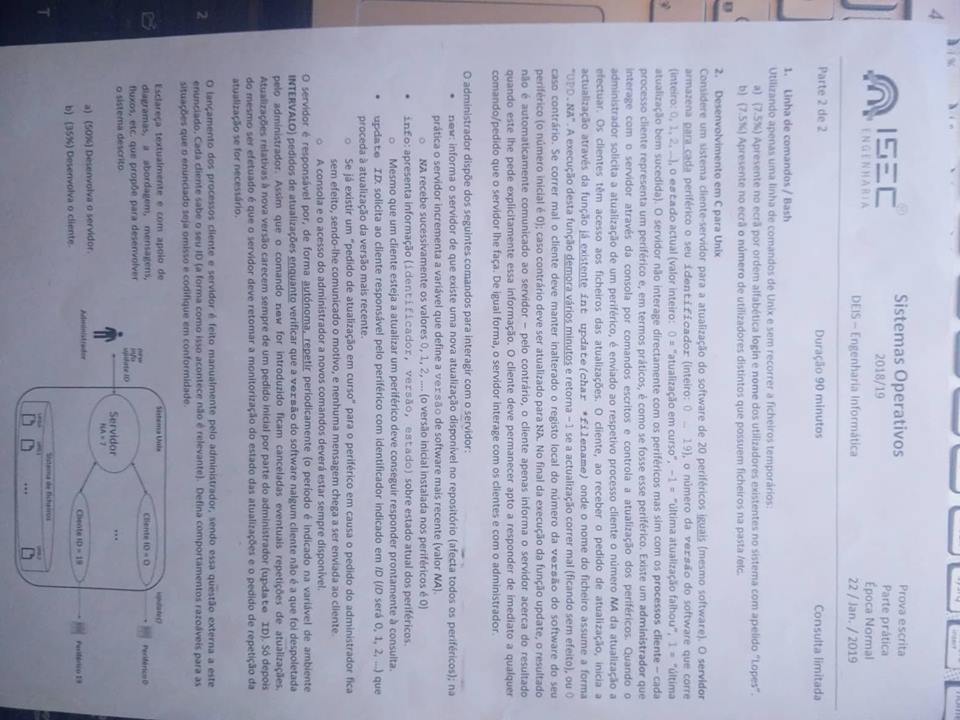 ISEC
ENGENHARIA
Sistemas Operativos
2018/19
DEIS – Engenharia Informática
Prova escrita
Parte prática
Época Normal
22 / Jan. / 2019
Parte 2 de 2
Duração 90 minutos
Consulta limitada
1. Linha de comandos / Bash
Utilizando apenas uma linha de comandos de Unix e sem recorrer a ficheiros temporários:
a) (7.5%) Apresente no ecrã por ordem alfabética login e nome dos utilizadores existentes no sistema com apelido "Lopes".
b) (7.5%) Apresente no ecrã o número de utilizadores distintos que possuem ficheiros na pasta /etc.
2. Desenvolvimento em C para Unix
Considere um sistema cliente-servidor para a atualização do software de 20 periféricos iguais (mesmo software). O servidor
armazena para cada periférico o seu identificador (inteiro: 0 … 19), o número da versão do software que corre
(inteiro: 0, 1, 2, …), o estado actual (valor inteiro: 0 = "atualização em curso", −1 = "última atualização falhou", 1 = "última
atualização bem sucedida). O servidor não interage directamente com os periféricos mas sim com os processos cliente – cada
processo cliente representa um periférico e, em termos práticos, é como se fosse esse periférico. Existe um administrador que
interage com o servidor através da consola por comandos escritos e controla a atualização dos periféricos. Quando o
administrador solicita a atualização de um periférico, é enviado ao respetivo processo cliente o número NA da atualização a
efectuar. Os clientes têm acesso aos ficheiros das atualizações. O cliente, ao receber o pedido de atualização, inicia a
actualização através da função já existente int update(char *filename) onde o nome do ficheiro assume a forma
"UPD.NA". A execução desta função demora vários minutos e retorna −1 se a actualização correr mal (ficando sem efeito), ou 0
caso contrário. Se correr mal o cliente deve manter inalterado o registo local do número da versão do software do seu
periférico (o número inicial é 0); caso contrário deve ser atualizado para NA. No final da execução da função update, o resultado
não é automaticamente comunicado ao servidor – pelo contrário, o cliente apenas informa o servidor acerca do resultado
quando este lhe pede explicitamente essa informação. O cliente deve permanecer apto a responder de imediato a qualquer
comando/pedido que o servidor lhe faça. De igual forma, o servidor interage com os clientes e com o administrador.
O administrador dispõe dos seguintes comandos para interagir com o servidor:
• new: informa o servidor de que existe uma nova atualização disponível no repositório (afecta todos os periféricos); na
prática o servidor incrementa a variável que define a versão de software mais recente (valor NA).
o NA recebe sucessivamente os valores 0, 1, 2, …. (o versão inicial instalada nos periféricos é 0)
• info: apresenta informação (identificador, versão, estado) sobre estado atual dos periféricos.
o Mesmo que um cliente esteja a atualizar um periférico deve conseguir responder prontamente à consulta.
• update ID: solicita ao cliente responsável pelo periférico com identificador indicado em ID (ID será 0, 1, 2, …) que
proceda à atualização da versão mais recente.
o Se já existir um "pedido de atualização em curso" para o periférico em causa o pedido do administrador fica
sem efeito, sendo-lhe comunicado o motivo, e nenhuma mensagem chega a ser enviada ao cliente.
o A consola e o acesso do administrador a novos comandos deverá estar sempre disponível.
O servidor é responsável por, de forma autónoma, repetir periodicamente (o período é indicado na variável de ambiente
INTERVALO) pedidos de atualizações enquanto verificar que a versão do software nalgum cliente não é a que foi despoletada
pelo administrador. Assim que o comando new for introduzido ficam canceladas eventuais repetições de atualizações.
Atualizações relativas à nova versão carecem sempre de um pedido inicial por parte do administrador (update ID). Só depois
do mesmo ser efetuado é que o servidor deve retomar a monitorização do estado das atualizações e o pedido de repetição da
atualização se for necessário.
O lançamento dos processos cliente e servidor é feito manualmente pelo administrador, sendo essa questão externa a este
enunciado. Cada cliente sabe o seu ID (a forma como isso acontece não é relevante). Defina comportamentos razoáveis para as
situações que o enunciado seja omisso e codifique em conformidade.
Esclareça textualmente e com apoio de
diagramas, a abordagem, mensagens,
fluxos, etc. que propõe para desenvolver
o sistema descrito.
a) (50%) Desenvolva o servidor.
b) (35%) Desenvolva o cliente.
new
info
update ID
Administrador
Sistema Unix
Servidor
NA = 7
Cliente ID = 0
...
Cliente ID = 19
update()
Periférico 0
Periférico 19
Sistema de ficheiros
...